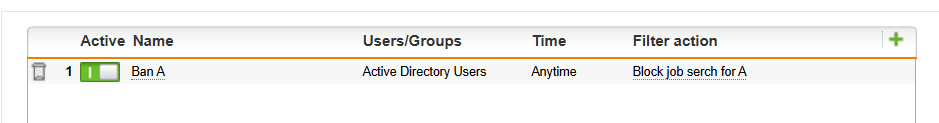 Active Name Users/Groups Time Filter action
1 Ban A Active Directory Users Anytime Block job serch for A